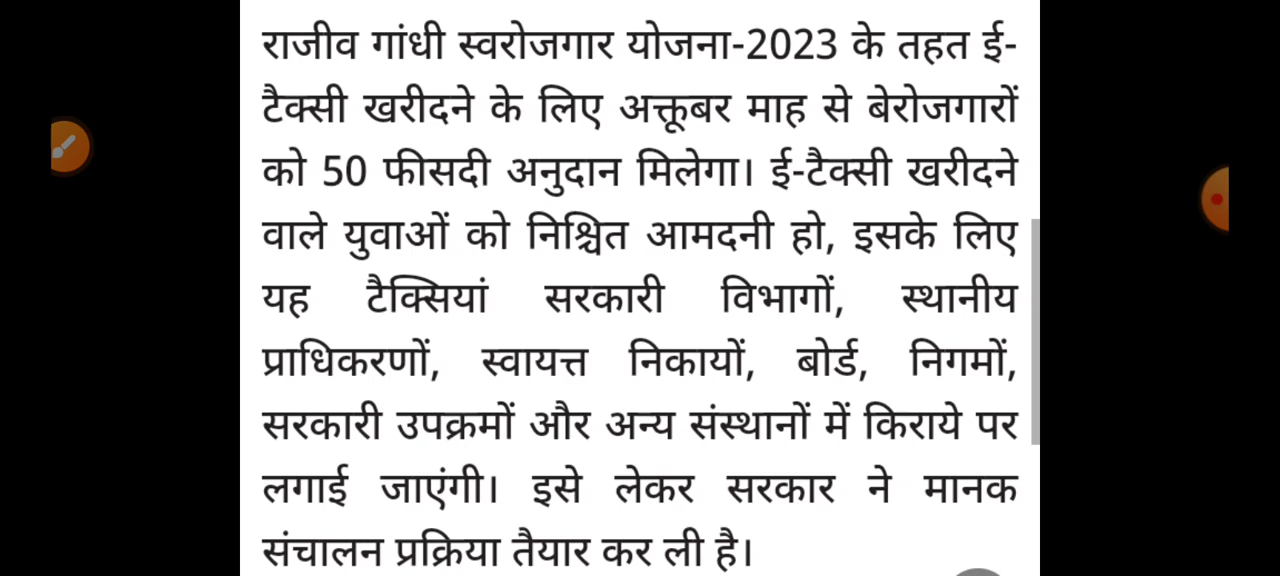 राजीव गांधी स्वरोजगार योजना-2023 के तहत ई-
टैक्सी खरीदने के लिए अक्तूबर माह से बेरोजगारों
को 50 फीसदी अनुदान मिलेगा। ई-टैक्सी खरीदने
वाले युवाओं को निश्चित आमदनी हो, इसके लिए
यह टैक्सियां सरकारी विभागों, स्थानीय
प्राधिकरणों, स्वायत्त निकायों, बोर्ड, निगमों,
सरकारी उपक्रमों और अन्य संस्थानों में किराये पर
लगाई जाएंगी। इसे लेकर सरकार ने मानक
संचालन प्रक्रिया तैयार कर ली है।